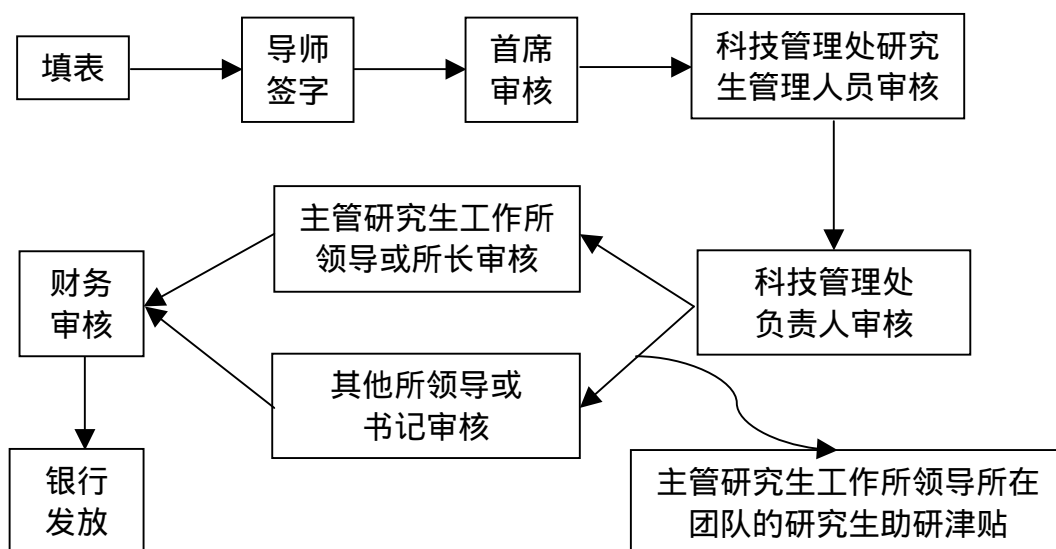 填表
导师
签字
首席
审核
科技管理处研究
生管理人员审核
主管研究生工作所
领导或所长审核
财务
审核
科技管理处
负责人审核
其他所领导或
书记审核
银行
发放
主管研究生工作所领导所在
团队的研究生助研津贴